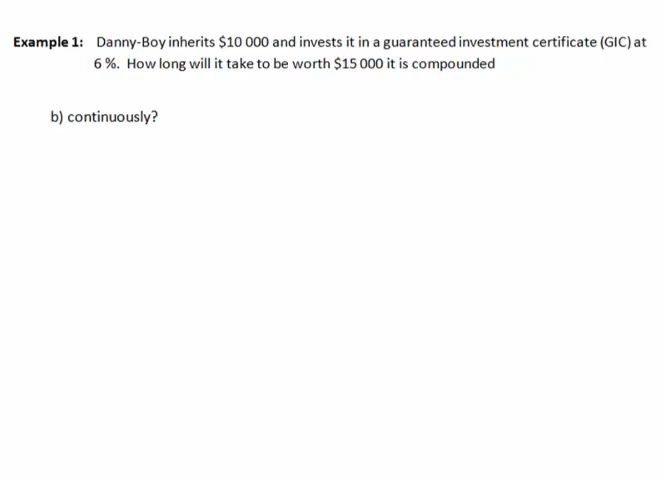 Example 1: Danny-Boy inherits $10 000 and invests it in a guaranteed investment certificate (GIC) at
6 %. How long will it take to be worth $15 000 it is compounded
b) continuously?